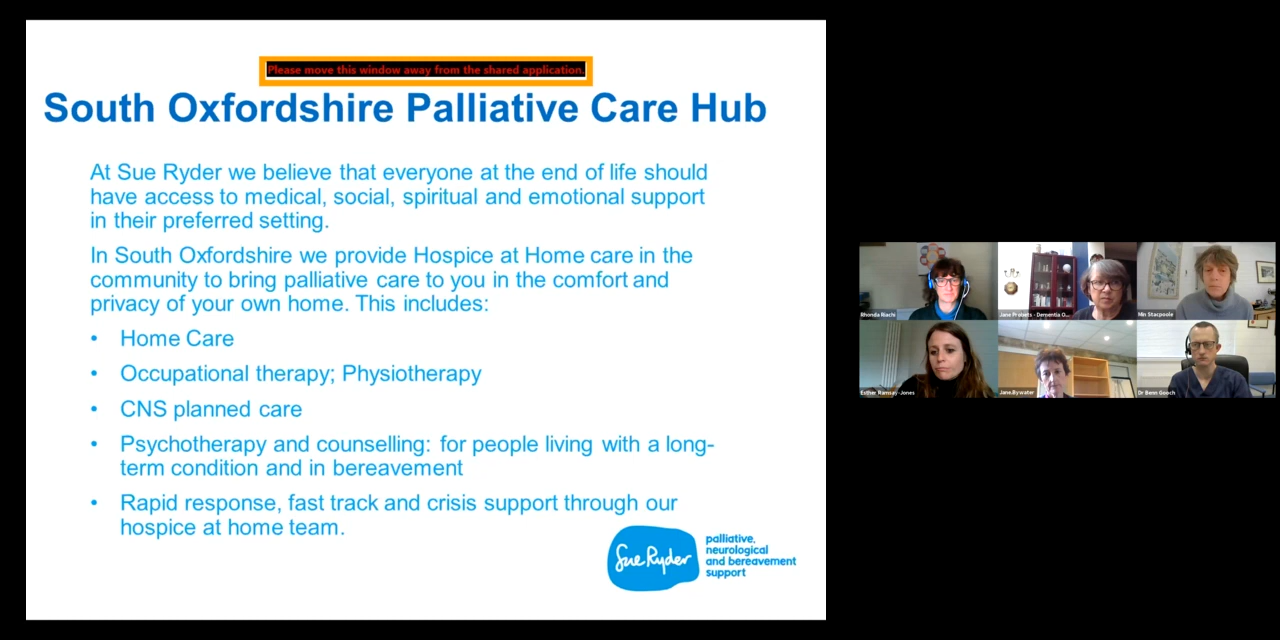 Please move this window away from the shared application.
South Oxfordshire Palliative Care Hub
At Sue Ryder we believe that everyone at the end of life should
have access to medical, social, spiritual and emotional support
in their preferred setting.
In South Oxfordshire we provide Hospice at Home care in the
community to bring palliative care to you in the comfort and
privacy of your own home. This includes:
• Home Care
• Occupational therapy; Physiotherapy
• CNS planned care
• Psychotherapy and counselling: for people living with a long-
term condition and in bereavement
• Rapid response, fast track and crisis support through our
hospice at home team.
Sue Ryder
palliative,
neurological
and bereavement
support
Rhonda Riachi
Jane Probets - Dementia O...
Min Stacpoole
Esther Ramsay-Jones
Jane.Bywater
Dr Benn Gooch